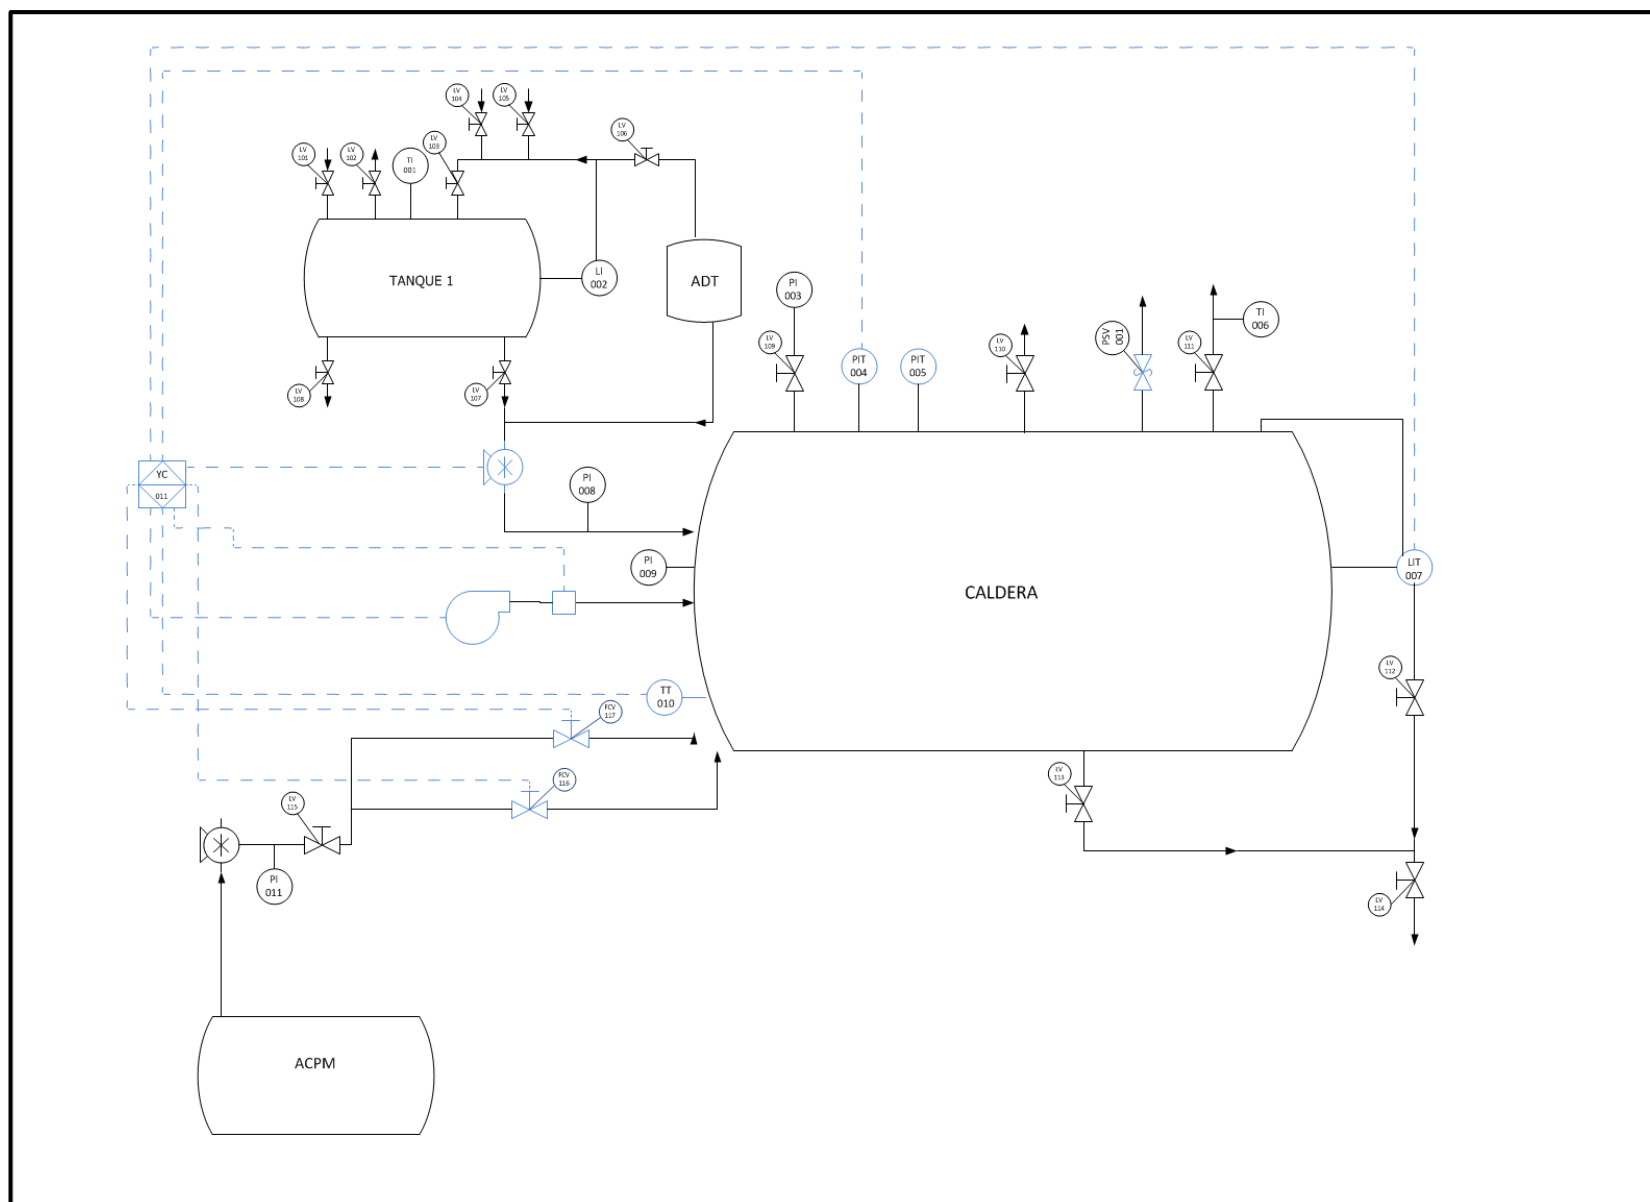 LV
104
LV
105
LV
106
LV
101
LV
102
TI
001
LV
103
TANQUE 1
LI
002
ADT
PI
003
LV
108
LV
107
LV
109
PIT
004
PIT
005
LV
110
PSV
001
LV
111
TI
006
YC
011
PI
008
PI
009
CALDERA
LIT
007
TT
010
FCV
117
LV
112
FCV
116
LV
113
LV
115
PI
011
LV
114
ACPM